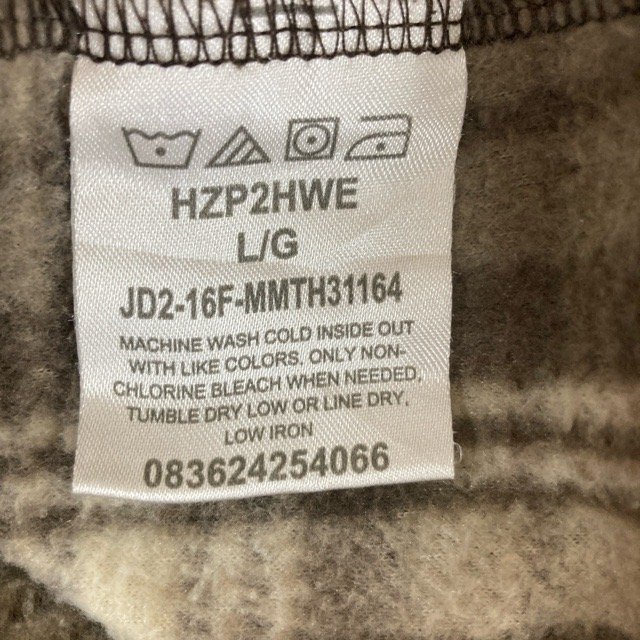 HZP2HWE
L/G
JD2-16F-MMTH31164
MACHINE WASH COLD INSIDE OUT
WITH LIKE COLORS. ONLY NON-
CHLORINE BLEACH WHEN NEEDED.
TUMBLE DRY LOW OR LINE DRY.
LOW IRON
083624254066